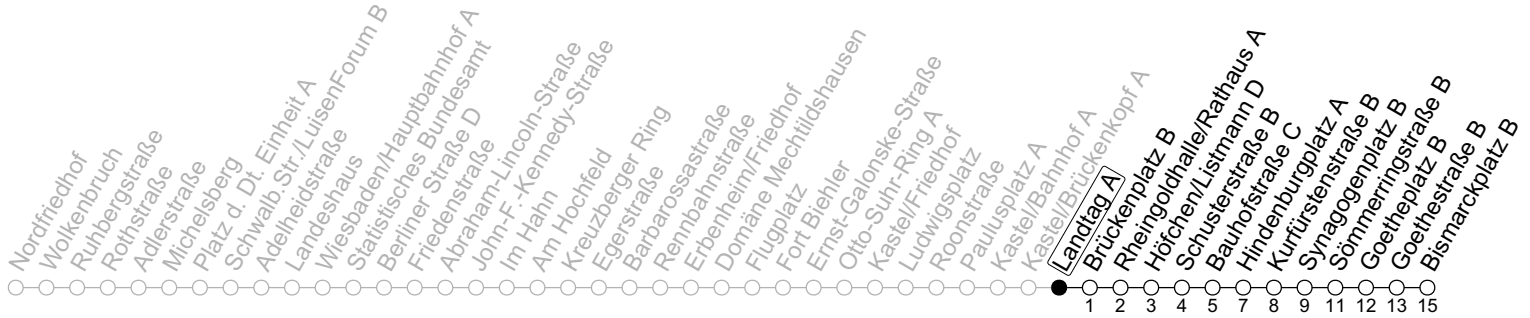 Nordfriedhof
Wolkenbruch
Ruhbergstraße
Rothstraße
Adlerstraße
Michelsberg
Platz d. Dt. Einheit A
Schwalb.Str./LuisenForum B
Adelheidstraße
Landeshaus
Wiesbaden/Hauptbahnhof A
Statistisches Bundesamt
Berliner Straße D
Friedenstraße
Abraham-Lincoln-Straße
John-F.-Kennedy-Straße
Im Hahn
Am Hochfeld
Kreuzberger Ring
Egerstraße
Barbarossastraße
Rennbahnstraße
Erbenheim/Friedhof
Domäne Mechtildshausen
Flugplatz
Fort Biehler
Ernst-Galonske-Straße
Otto-Suhr-Ring A
Kastel/Friedhof
Ludwigsplatz
Roonstraße
Paulusplatz A
Kastel/Bahnhof A
Kastel/Brückenkopf A
Landtag A
Brückenplatz B
Rheingoldhalle/Rathaus A
Höfchen/Listmann D
Schusterstraße B
Bauhofstraße C
Hindenburgplatz A
Kurfürstenstraße B
Synagogenplatz B
Sömmerringstraße B
Goetheplatz B
Goethestraße B
Bismarckplatz B
1 2 3 4 5 7 8 9 11 12 13 15